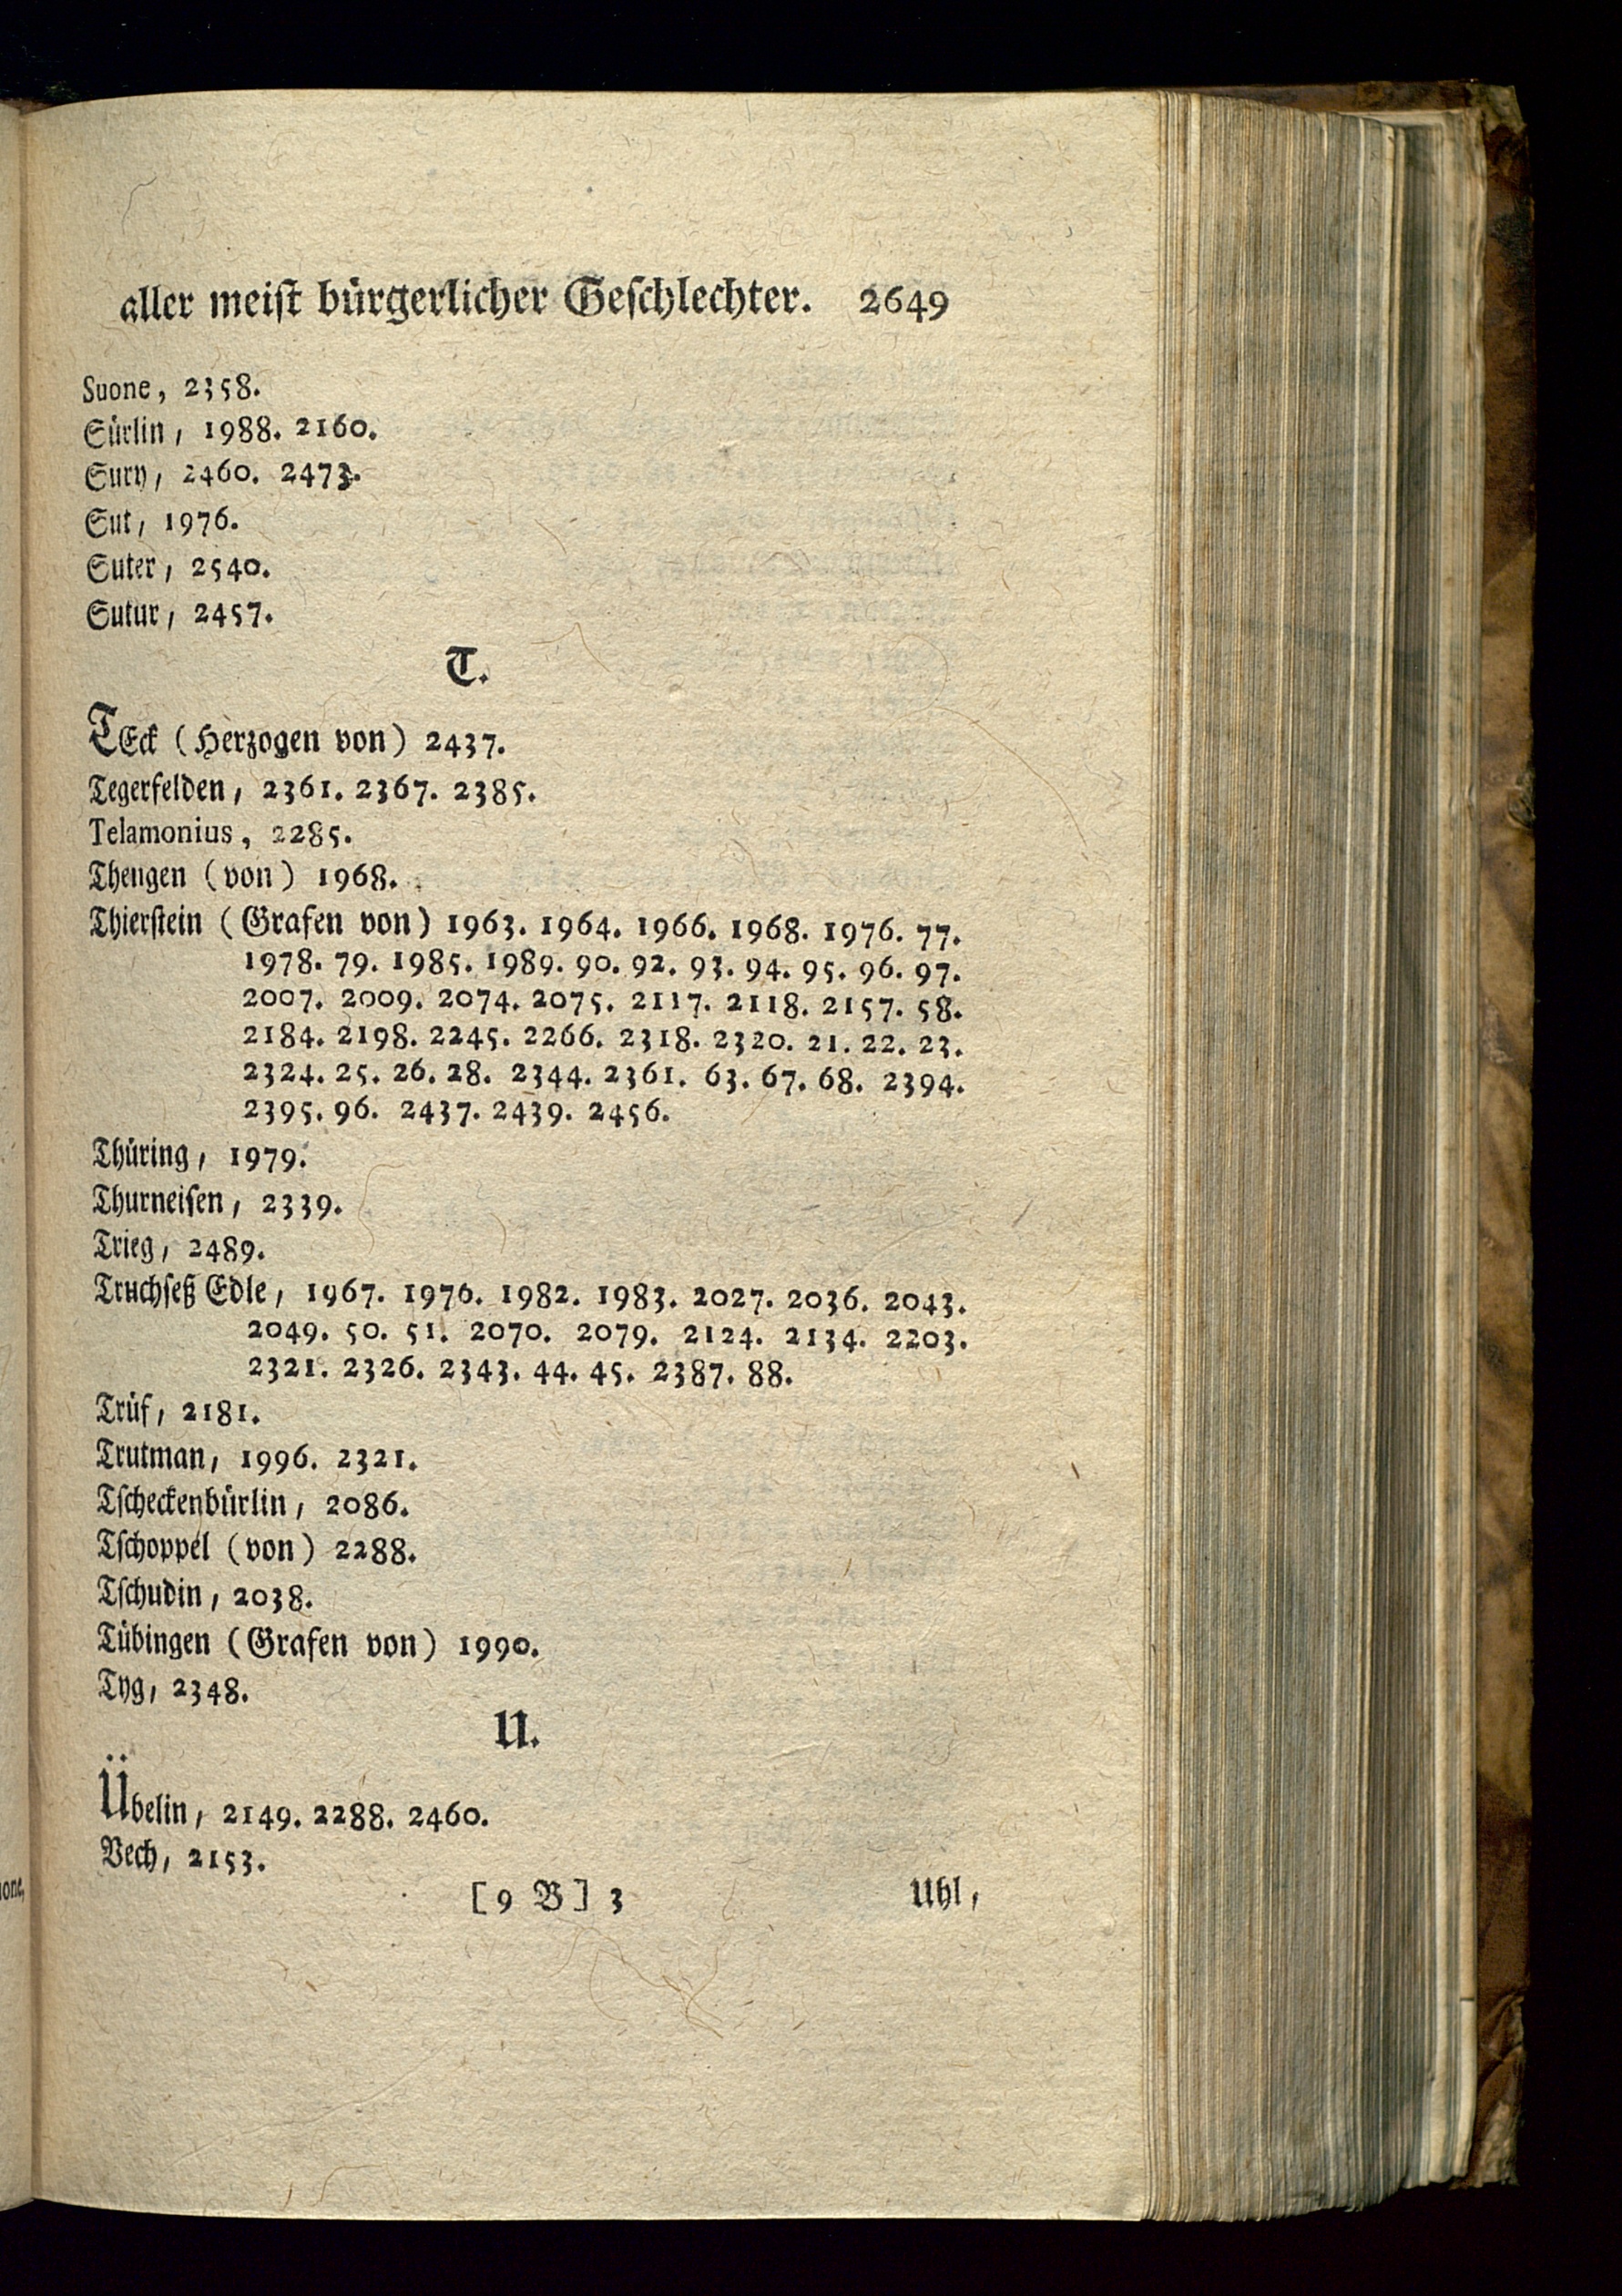 aller meist bürgerlicher Geschlechter. 2649
Suone, 2358.
Sürlin, 1988. 2160.
Sury, 2460. 2473.
Sut, 1976.
Suter, 2540.
Sutur, 2457.
T.
TEck (Herzogen von) 2437.
Tegerfelden, 2361. 2367. 2385.
Telamonius, 2285.
Thengen (von) 1968.
Thierstein (Grafen von) 1963. 1964. 1966. 1968. 1976. 77.
1978. 79. 1985. 1989. 90. 92. 93. 94. 95. 96. 97.
2007. 2009. 2074. 2075. 2117. 2118. 2157. 58.
2184. 2198. 2245. 2266. 2318. 2320. 21. 22. 23.
2324. 25. 26. 28. 2344. 2361. 63. 67. 68. 2394.
2395. 96. 2437. 2439. 2456.
Thüring, 1979.
Thurneisen, 2339.
Trieg, 2489.
Truchseß Edle, 1967. 1976. 1982. 1983. 2027. 2036. 2043.
2049. 50. 51. 2070. 2079. 2124. 2134. 2203.
2321. 2326. 2343. 44. 45. 2387. 88.
Trüf, 2181.
Trutman, 1996. 2321.
Tscheckenbürlin, 2086.
Tschoppel (von) 2288.
Tschudin, 2038.
Tübingen (Grafen von) 1990.
Tyg, 2348.
U.
Übelin, 2149. 2288. 2460.
Vech, 2153.
[9 B] 3 Uhl,